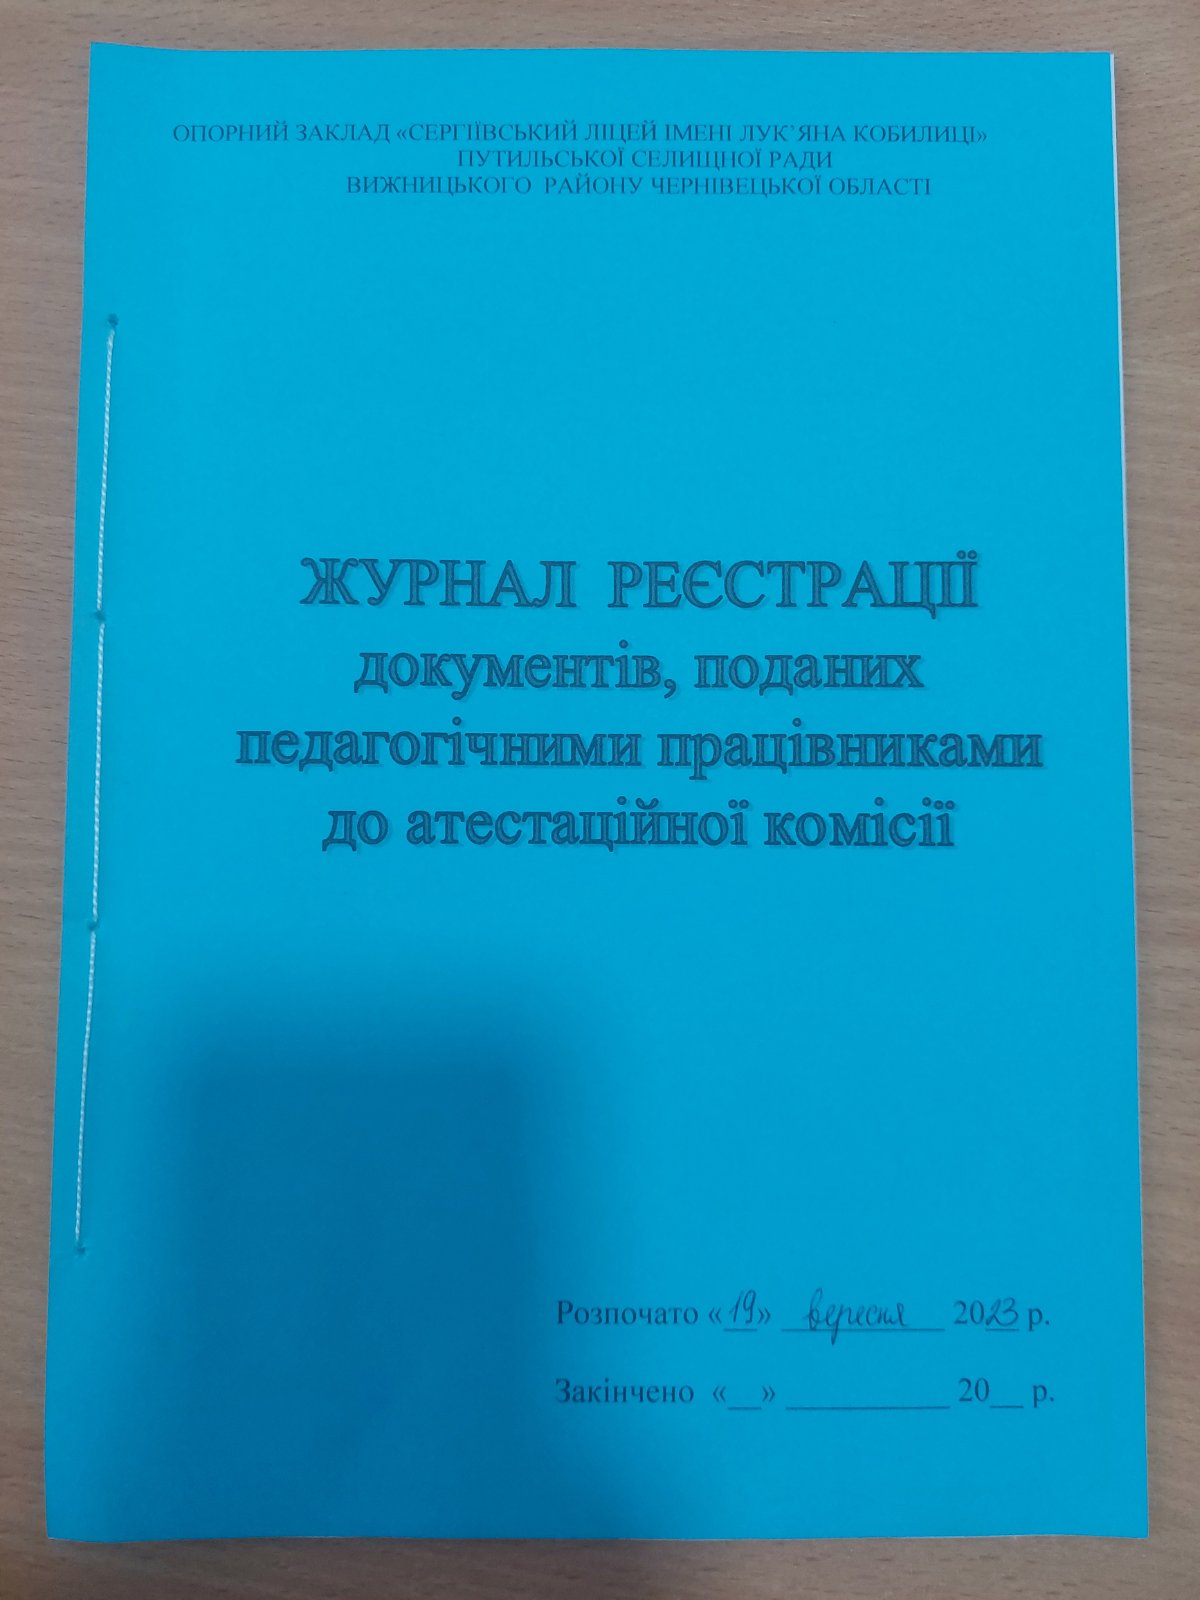 ОПОРНИЙ ЗАКЛАД «СЕРГІЇВСЬКИЙ ЛІЦЕЙ ІМЕНІ ЛУК’ЯНА КОБИЛИЦІ»
ПУТИЛЬСЬКОЇ СЕЛИЩНОЇ РАДИ
ВИЖНИЦЬКОГО РАЙОНУ ЧЕРНІВЕЦЬКОЇ ОБЛАСТІ
ЖУРНАЛ РЕЄСТРАЦІЇ
документів, поданих
педагогічними працівниками
до атестаційної комісії
Розпочато «19» вересня 2023 р.
Закінчено «__» __________ 20__ р.